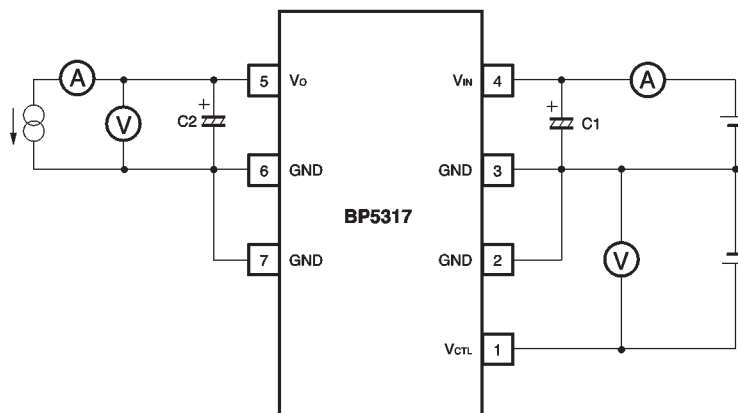 A
5
Vo
VIN
4
A
+
V
C2
+
C1
6
GND
GND
3
BP5317
7
GND
GND
2
V
VCTL
1